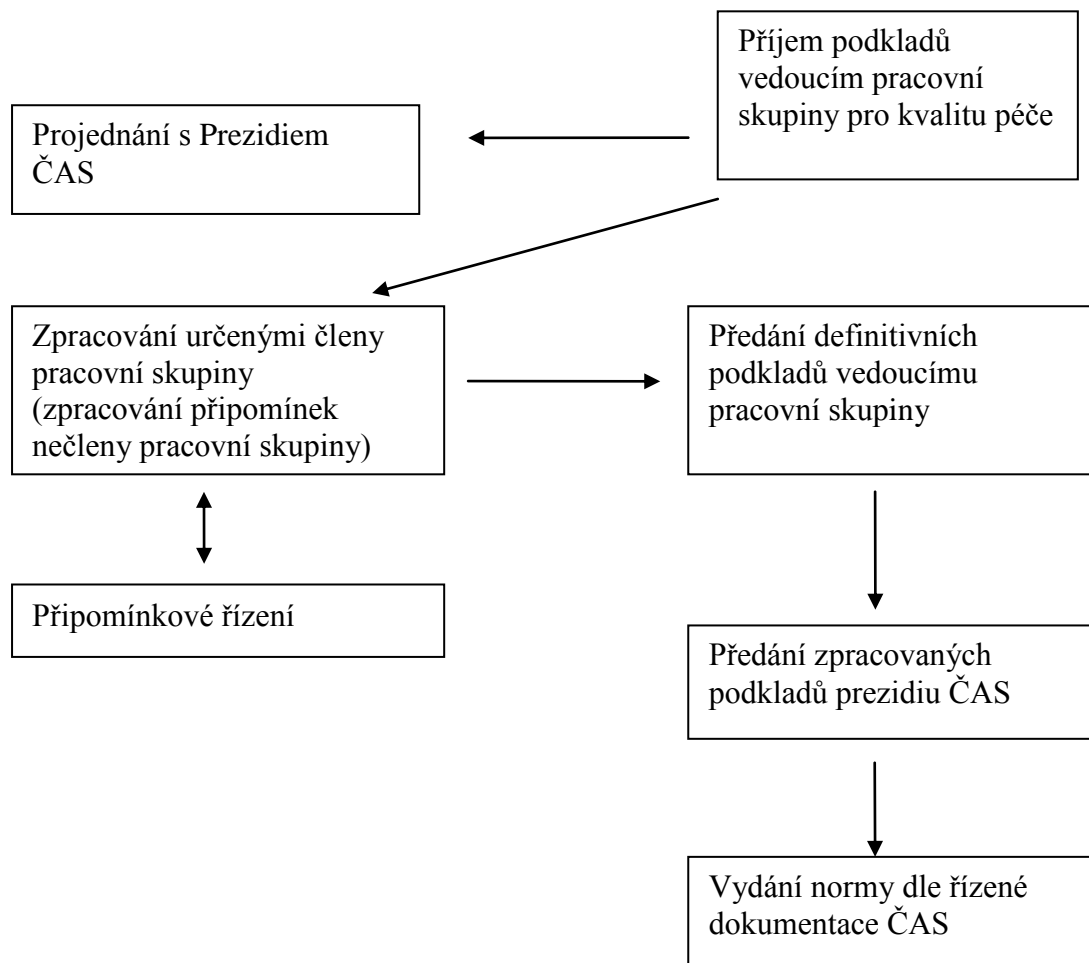 Příjem podkladů
vedoucím pracovní
skupiny pro kvalitu péče
Projednání s Prezidiem
ČAS
Zpracování určenými členy
pracovní skupiny
(zpracování připomínek
nečleny pracovní skupiny)
Předání definitivních
podkladů vedoucímu
pracovní skupiny
Připomínkové řízení
Předání zpracovaných
podkladů prezidiu ČAS
Vydání normy dle řízené
dokumentace ČAS